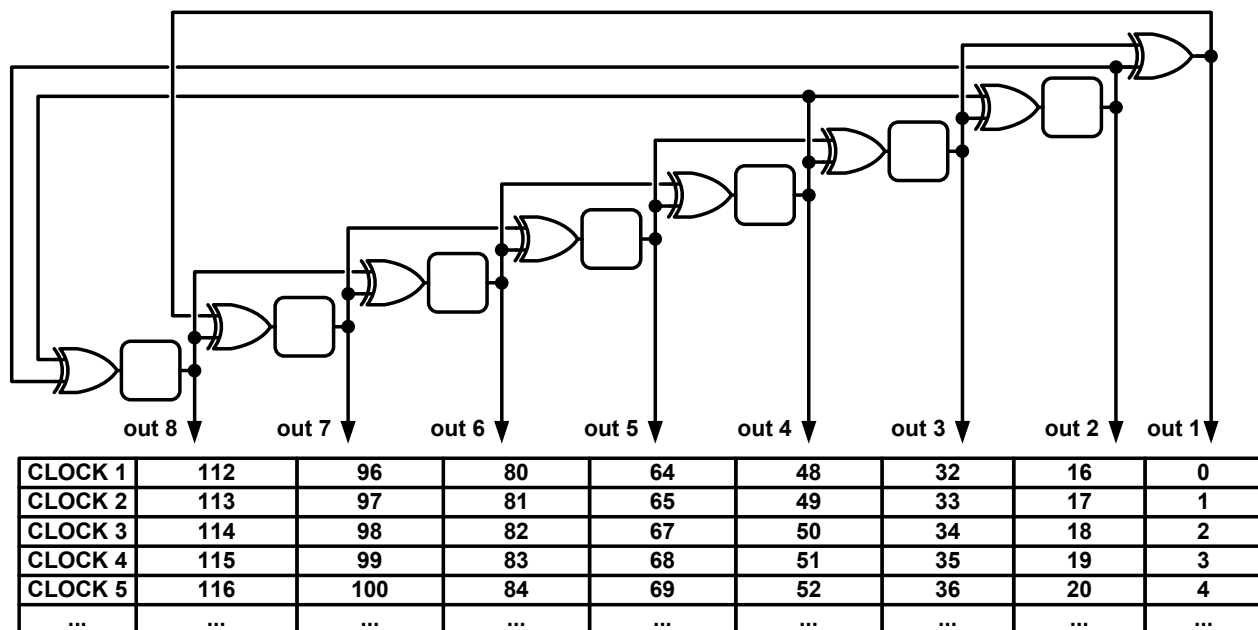 out 8 out 7 out 6 out 5 out 4 out 3 out 2 out 1
CLOCK 1 112 96 80 64 48 32 16 0
CLOCK 2 113 97 81 65 49 33 17 1
CLOCK 3 114 98 82 67 50 34 18 2
CLOCK 4 115 99 83 68 51 35 19 3
CLOCK 5 116 100 84 69 52 36 20 4
... ... ... ... ... ... ... ... ...